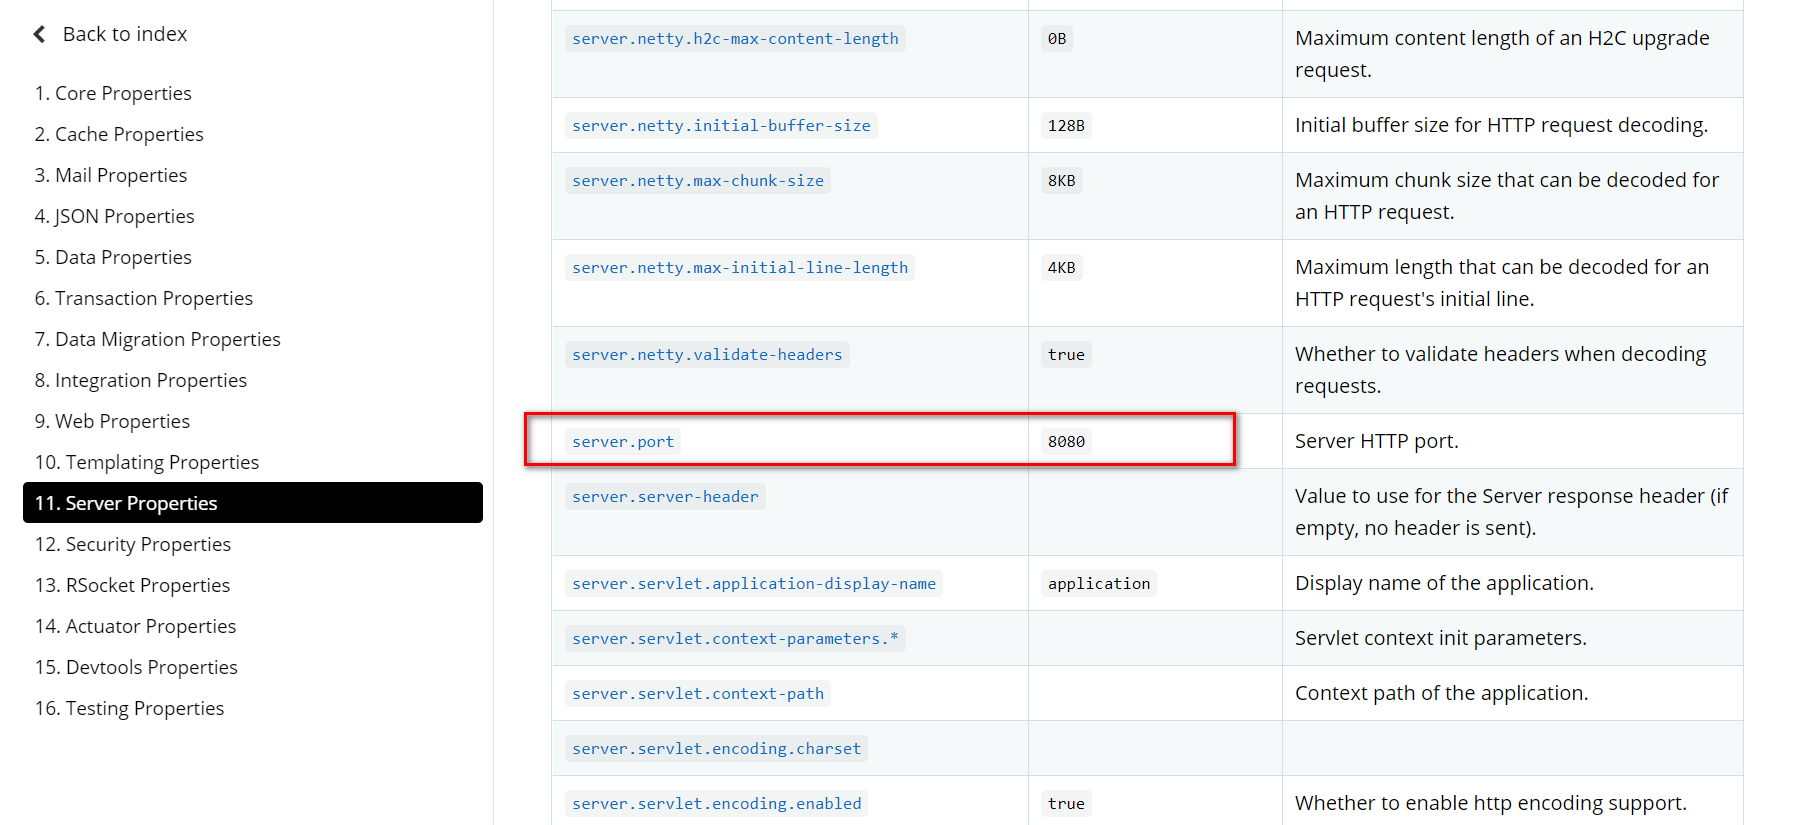 Back to index
1. Core Properties
2. Cache Properties
3. Mail Properties
4. JSON Properties
5. Data Properties
6. Transaction Properties
7. Data Migration Properties
8. Integration Properties
9. Web Properties
10. Templating Properties
11. Server Properties
12. Security Properties
13. RSocket Properties
14. Actuator Properties
15. Devtools Properties
16. Testing Properties
server.netty.h2c-max-content-length 0B Maximum content length of an H2C upgrade
request.
server.netty.initial-buffer-size 128B Initial buffer size for HTTP request decoding.
server.netty.max-chunk-size 8KB Maximum chunk size that can be decoded for
an HTTP request.
server.netty.max-initial-line-length 4KB Maximum length that can be decoded for an
HTTP request's initial line.
server.netty.validate-headers true Whether to validate headers when decoding
requests.
server.port 8080 Server HTTP port.
server.server-header Value to use for the Server response header (if
empty, no header is sent).
server.servlet.application-display-name application Display name of the application.
server.servlet.context-parameters.* Servlet context init parameters.
server.servlet.context-path Context path of the application.
server.servlet.encoding.charset
server.servlet.encoding.enabled true Whether to enable http encoding support.